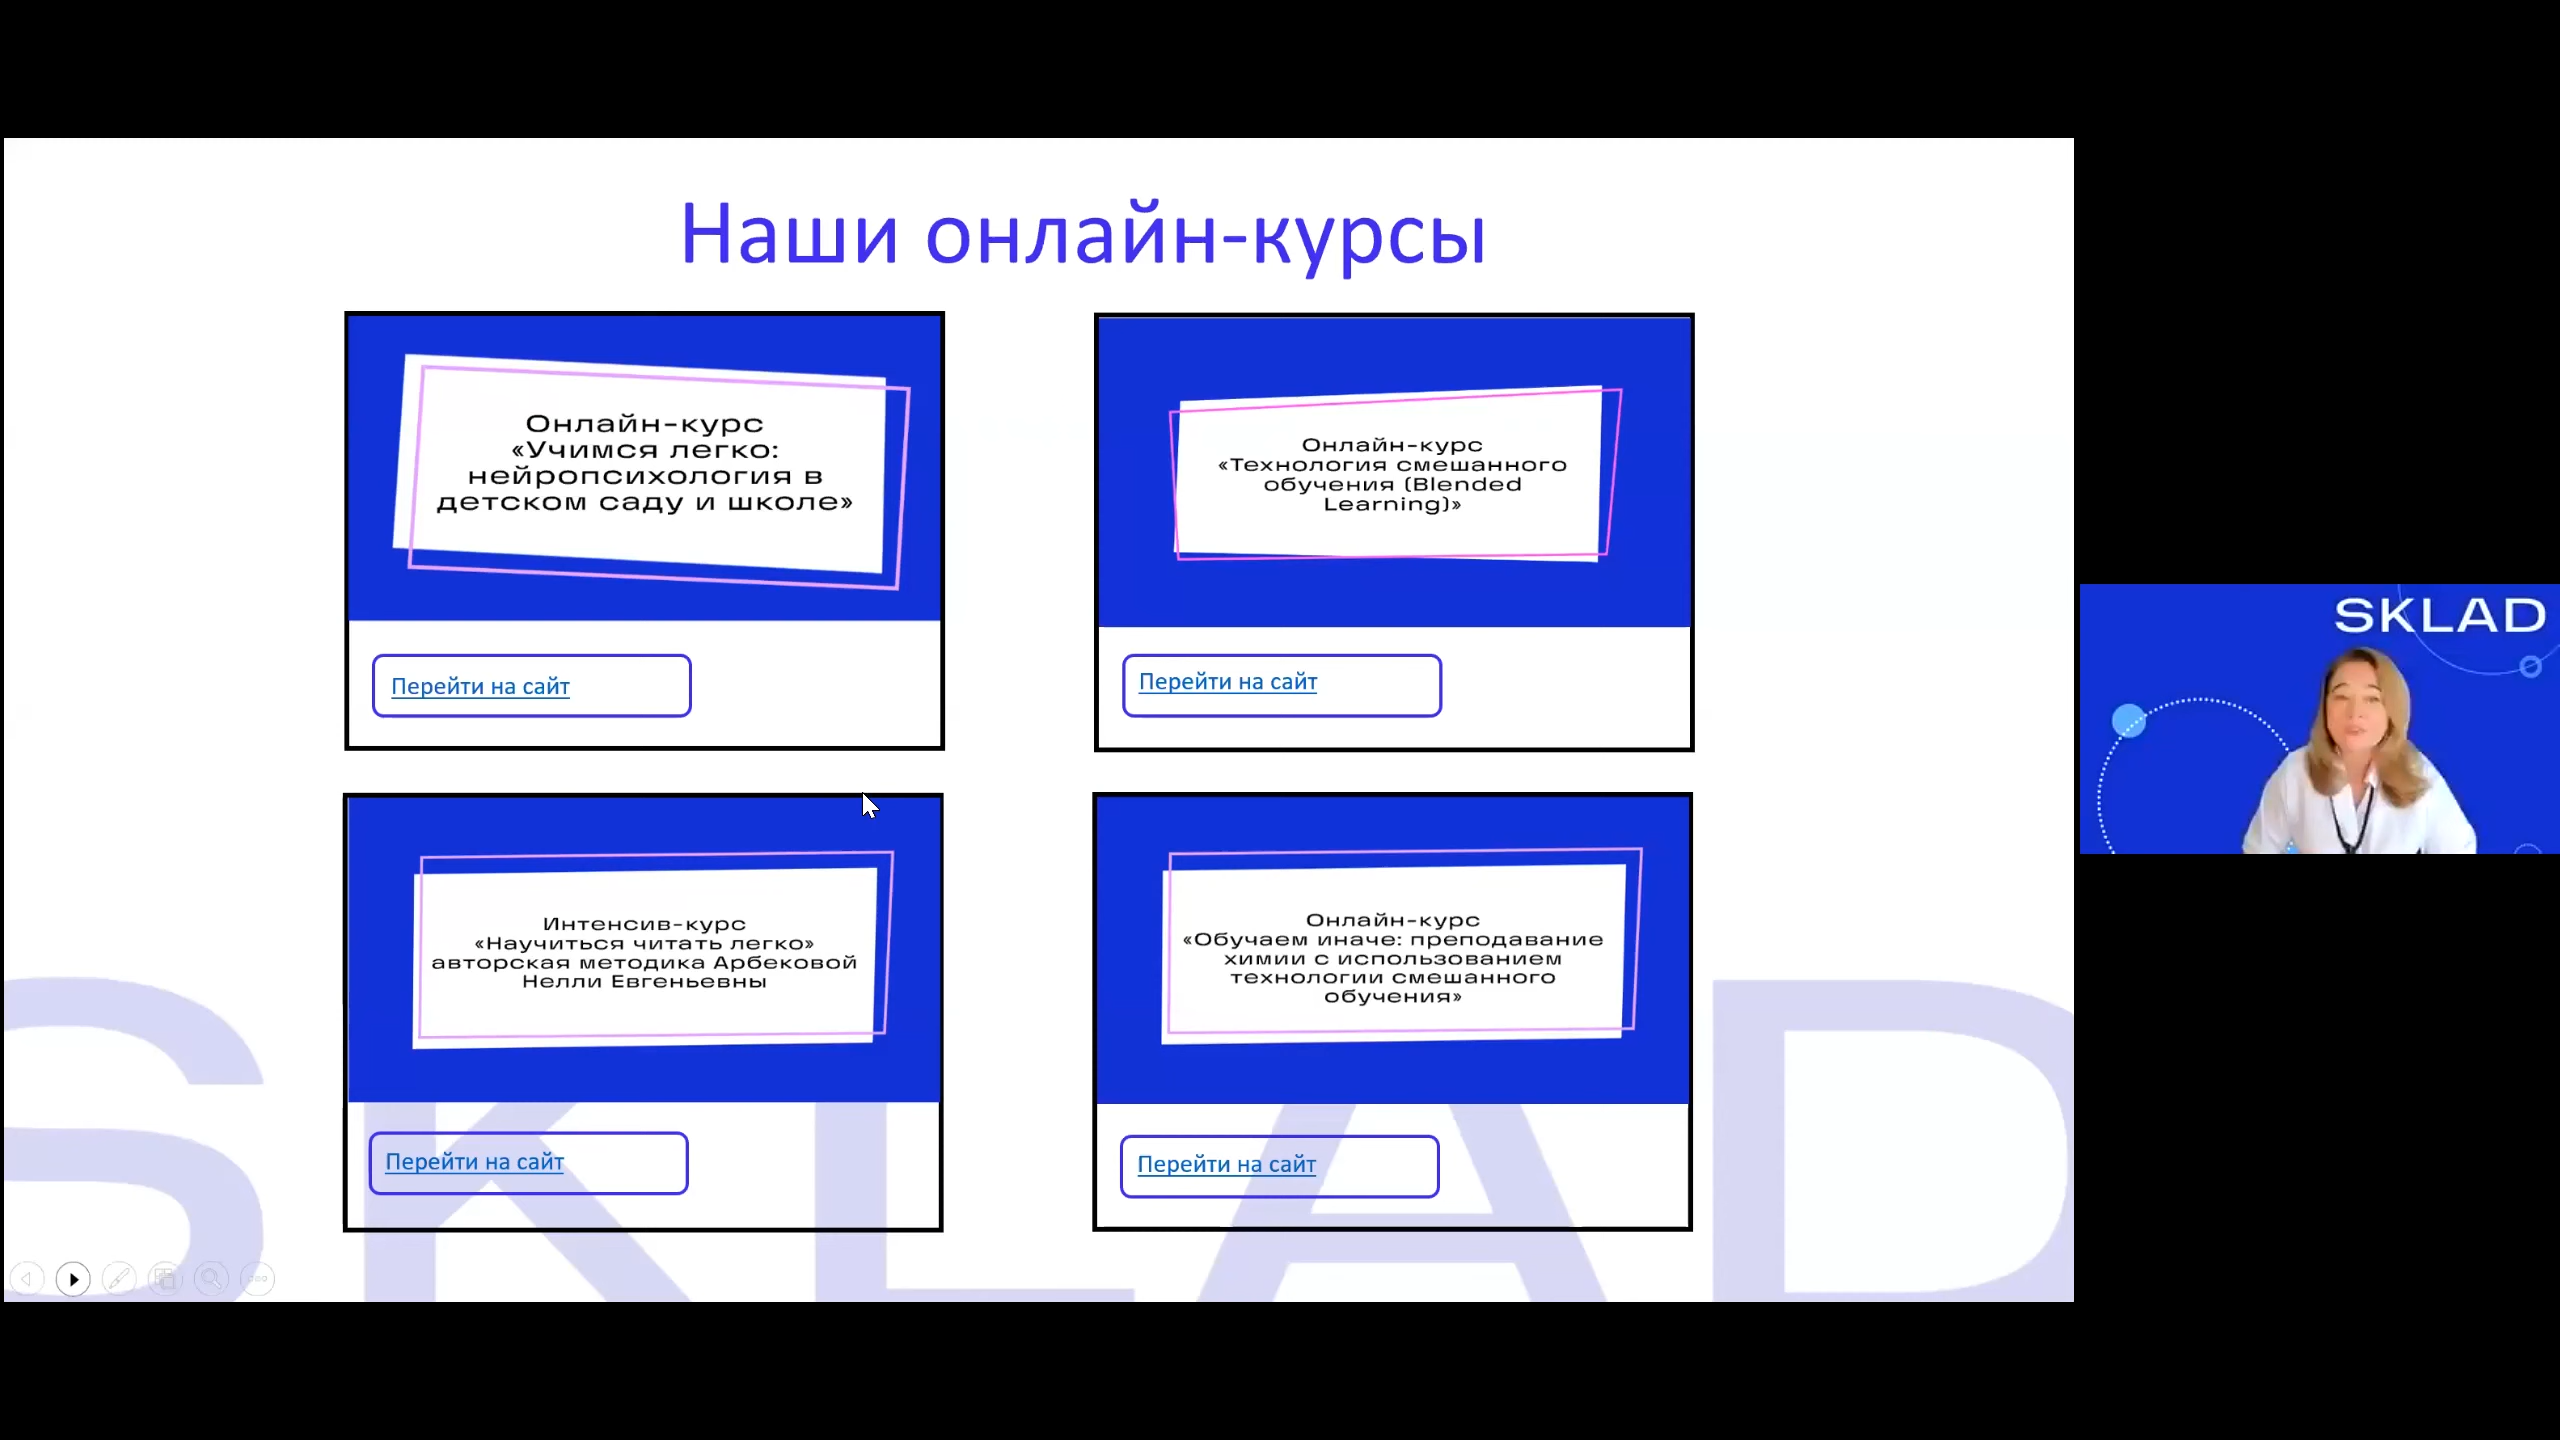 Наши онлайн-курсы
Онлайн-курс
«Учимся легко:
нейропсихология в
детском саду и школе»
Перейти на сайт
Онлайн-курс
«Технология смешанного
обучения (Blended
Learning)»
Перейти на сайт
Интенсив-курс
«Научиться читать легко»
авторская методика Арбековой
Нелли Евгеньевны
Перейти на сайт
Онлайн-курс
«Обучаем иначе: преподавание
химии с использованием
технологии смешанного
обучения»
Перейти на сайт
SKLAD
SKLAD